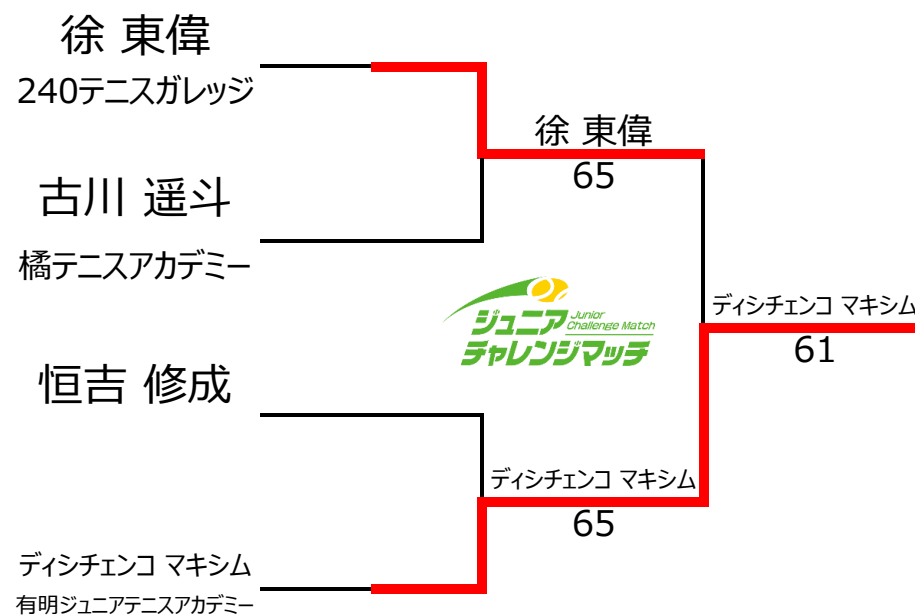 徐 東偉
240テニスガレッジ
徐 東偉
65
古川 遥斗
橘テニスアカデミー
ジュニア Junior Challenge Match
チャレンジマッチ
ディシチェンコ マキシム
61
恒吉 修成
ディシチェンコ マキシム
65
ディシチェンコ マキシム
有明ジュニアテニスアカデミー